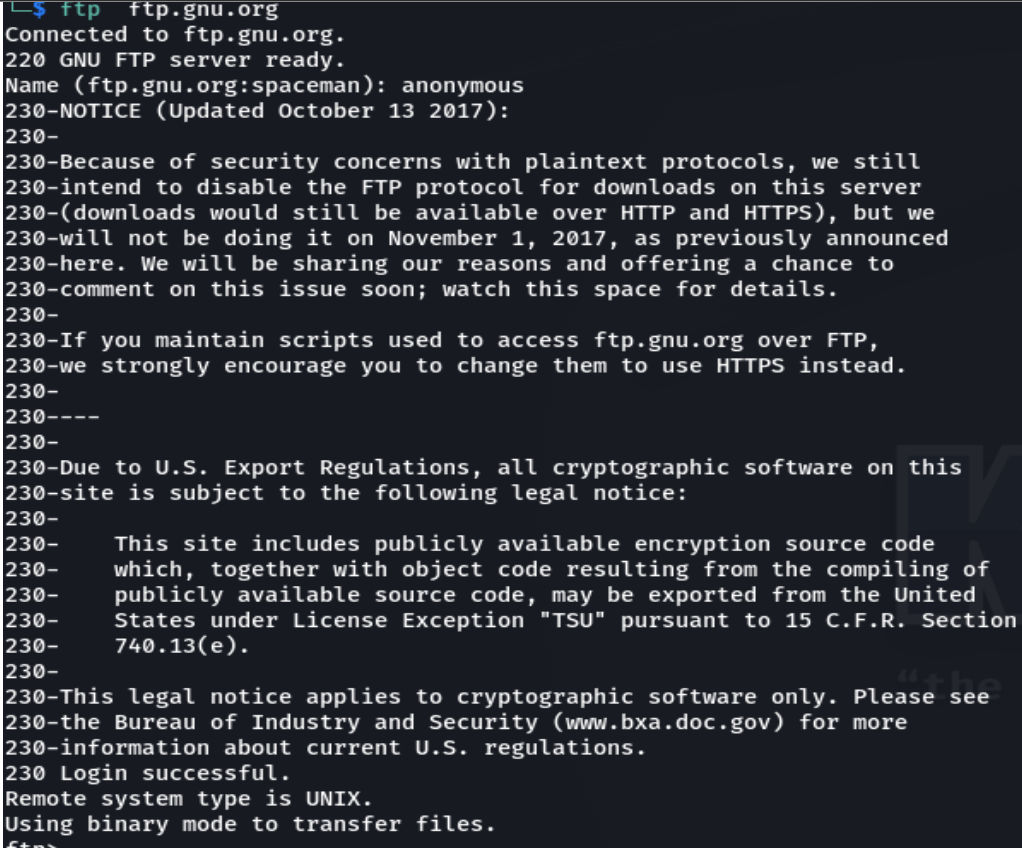 └─$ ftp  ftp.gnu.org
Connected to ftp.gnu.org.
220 GNU FTP server ready.
Name (ftp.gnu.org:spaceman): anonymous
230-NOTICE (Updated October 13 2017):
230-
230-Because of security concerns with plaintext protocols, we still
230-intend to disable the FTP protocol for downloads on this server
230-(downloads would still be available over HTTP and HTTPS), but we
230-will not be doing it on November 1, 2017, as previously announced
230-here. We will be sharing our reasons and offering a chance to
230-comment on this issue soon; watch this space for details.
230-
230-If you maintain scripts used to access ftp.gnu.org over FTP,
230-we strongly encourage you to change them to use HTTPS instead.
230-
230----
230-
230-Due to U.S. Export Regulations, all cryptographic software on this
230-site is subject to the following legal notice:
230-
230-    This site includes publicly available encryption source code
230-    which, together with object code resulting from the compiling of
230-    publicly available source code, may be exported from the United
230-    States under License Exception "TSU" pursuant to 15 C.F.R. Section
230-    740.13(e).
230-
“the
230-This legal notice applies to cryptographic software only. Please see
230-the Bureau of Industry and Security (www.bxa.doc.gov) for more
230-information about current U.S. regulations.
230 Login successful.
Remote system type is UNIX.
Using binary mode to transfer files.
ftp>